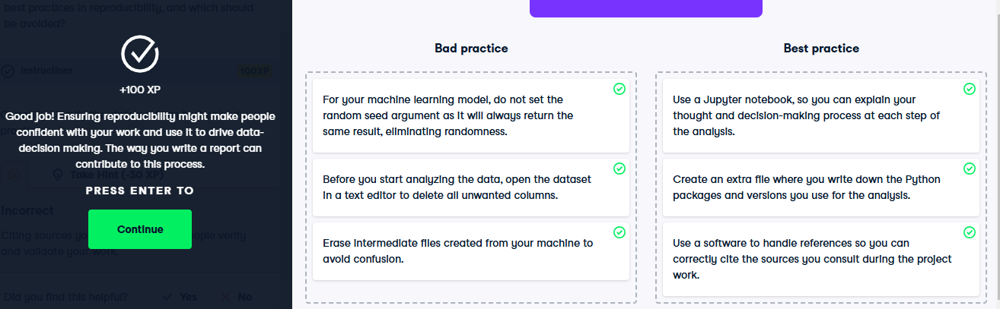 best practices in reproducibility, and which should
be avoided?
Instructions
100XP
+100 XP
Good job! Ensuring reproducibility might make people
confident with your work and use it to drive data-
decision making. The way you write a report can
contribute to this process.
Take Hint (-30 XP)
PRESS ENTER TO
Continue
Incorrect
Citing sources
people verify
and validate your work.
Did you find this helpful?
Yes
No
Bad practice
For your machine learning model, do not set the
random seed argument as it will always return the
same result, eliminating randomness.
Before you start analyzing the data, open the dataset
in a text editor to delete all unwanted columns.
Erase intermediate files created from your machine to
avoid confusion.
Best practice
Use a Jupyter notebook, so you can explain your
thought and decision-making process at each step of
the analysis.
Create an extra file where you write down the Python
packages and versions you use for the analysis.
Use a software to handle references so you can
correctly cite the sources you consult during the project
work.